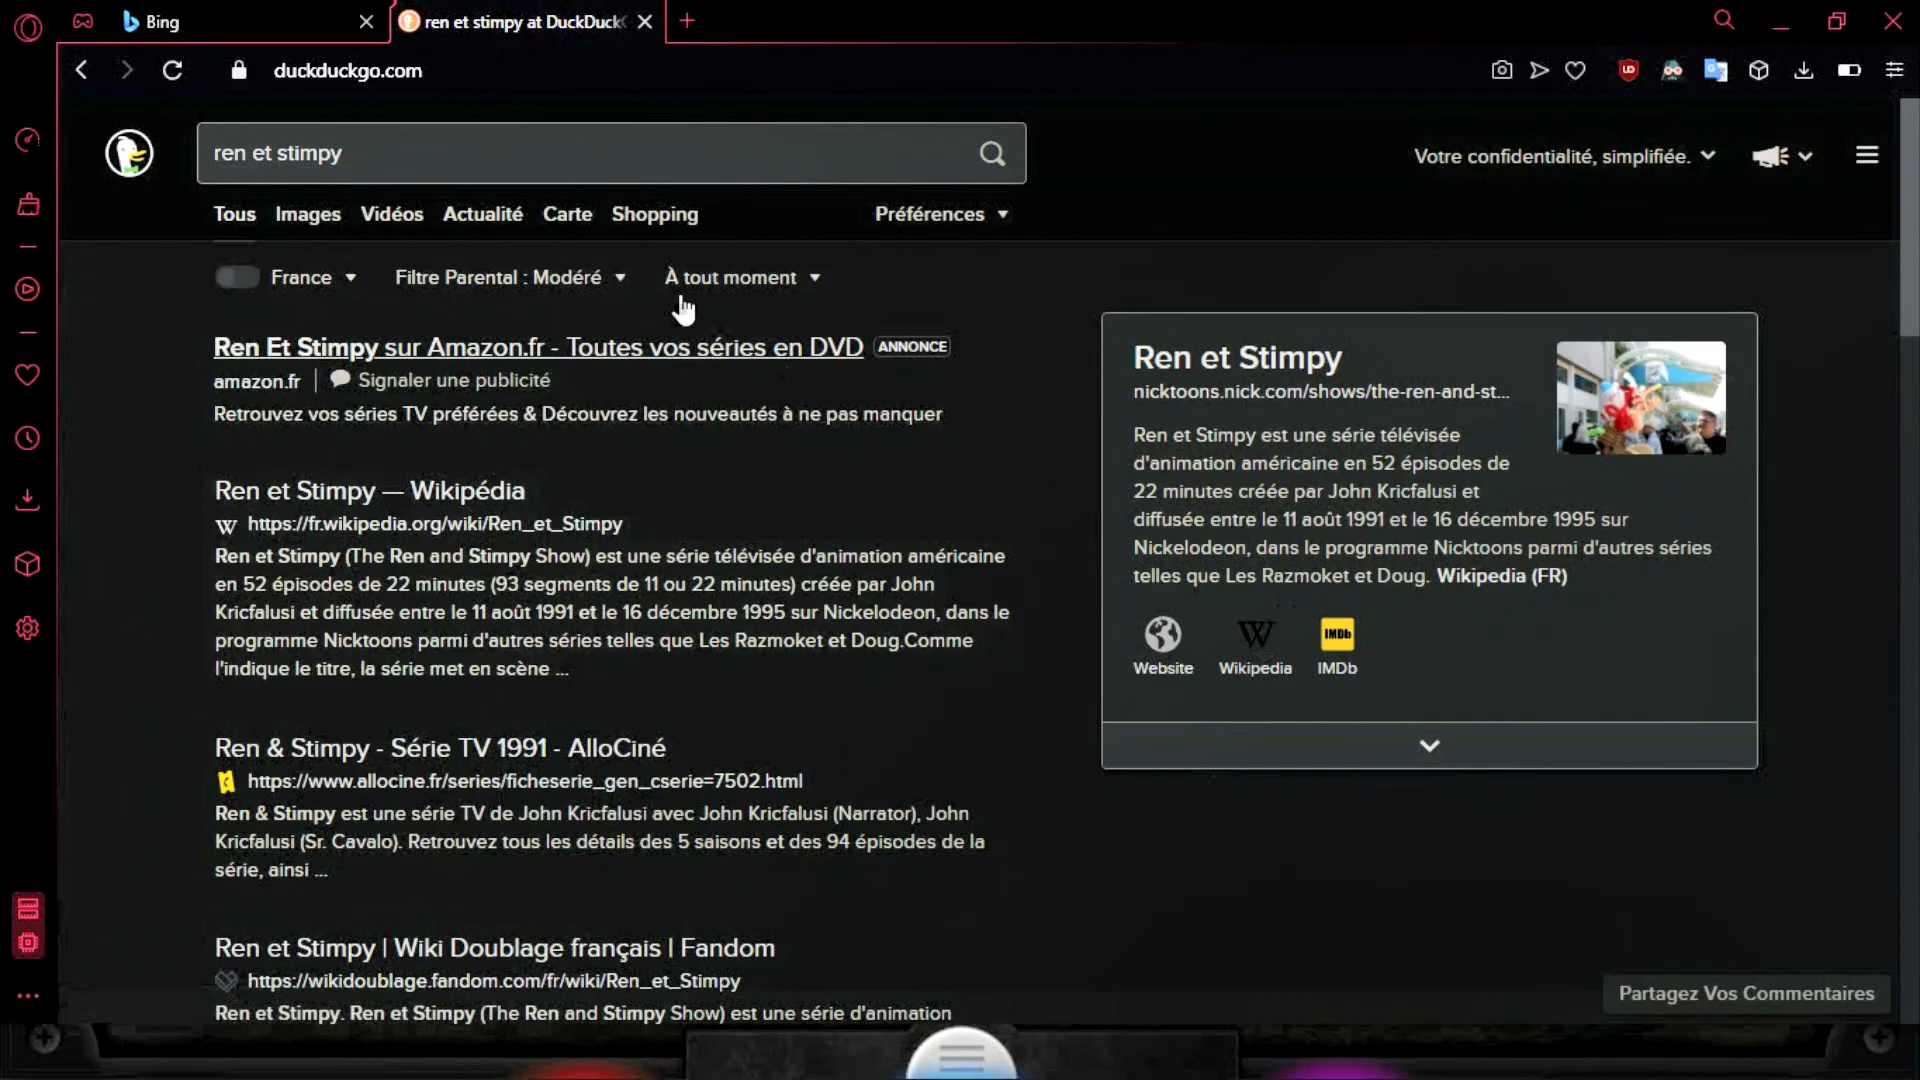 Bing
ren et stimpy at DuckDuck
duckduckgo.com
ren et stimpy
Votre confidentialité, simplifiée.
Tous Images Vidéos Actualité Carte Shopping Préférences
France Filtre Parental : Modéré À tout moment
Ren Et Stimpy sur Amazon.fr - Toutes vos séries en DVD ANNONCE
amazon.fr Signaler une publicité
Retrouvez vos séries TV préférées & Découvrez les nouveautés à ne pas manquer
Ren et Stimpy — Wikipédia
W https://fr.wikipedia.org/wiki/Ren_et_Stimpy
Ren et Stimpy (The Ren and Stimpy Show) est une série télévisée d'animation américaine
en 52 épisodes de 22 minutes (93 segments de 11 ou 22 minutes) créée par John
Kricfalusi et diffusée entre le 11 août 1991 et le 16 décembre 1995 sur Nickelodeon, dans le
programme Nicktoons parmi d'autres séries telles que Les Razmoket et Doug.Comme
l'indique le titre, la série met en scène ...
Ren & Stimpy - Série TV 1991 - AlloCiné
https://www.allocine.fr/series/ficheserie_gen_cserie=7502.html
Ren & Stimpy est une série TV de John Kricfalusi avec John Kricfalusi (Narrator), John
Kricfalusi (Sr. Cavalo). Retrouvez tous les détails des 5 saisons et des 94 épisodes de la
série, ainsi ...
Ren et Stimpy | Wiki Doublage français | Fandom
https://wikidoublage.fandom.com/fr/wiki/Ren_et_Stimpy
Ren et Stimpy. Ren et Stimpy (The Ren and Stimpy Show) est une série d'animation
Ren et Stimpy
nicktoons.nick.com/shows/the-ren-and-st...
Ren et Stimpy est une série télévisée
d'animation américaine en 52 épisodes de
22 minutes créée par John Kricfalusi et
diffusée entre le 11 août 1991 et le 16 décembre 1995 sur
Nickelodeon, dans le programme Nicktoons parmi d'autres séries
telles que Les Razmoket et Doug. Wikipedia (FR)
W IMDb
Website Wikipedia IMDb
Partagez Vos Commentaires